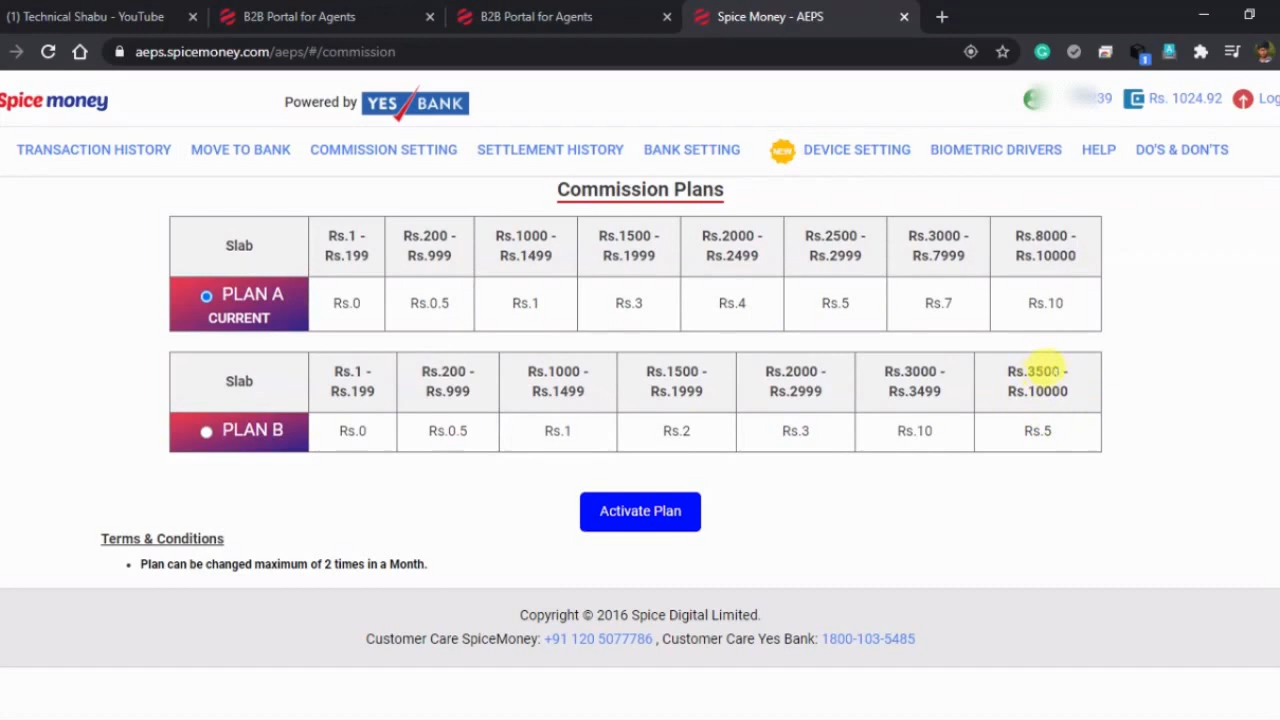 (1) Technical Shabu - YouTube
B2B Portal for Agents
B2B Portal for Agents
Spice Money - AEPS
aeps.spicemoney.com/aeps/#/commission
1
Spice money
Powered by YES BANK
39
Rs. 1024.92
Log
TRANSACTION HISTORY MOVE TO BANK COMMISSION SETTING SETTLEMENT HISTORY BANK SETTING NEW DEVICE SETTING BIOMETRIC DRIVERS HELP DO'S & DON'TS
Commission Plans
Slab Rs.1 - Rs.199 Rs.200 - Rs.999 Rs.1000 - Rs.1499 Rs.1500 - Rs.1999 Rs.2000 - Rs.2499 Rs.2500 - Rs.2999 Rs.3000 - Rs.7999 Rs.8000 - Rs.10000
PLAN A CURRENT Rs.0 Rs.0.5 Rs.1 Rs.3 Rs.4 Rs.5 Rs.7 Rs.10
Slab Rs.1 - Rs.199 Rs.200 - Rs.999 Rs.1000 - Rs.1499 Rs.1500 - Rs.1999 Rs.2000 - Rs.2999 Rs.3000 - Rs.3499 Rs.3500 - Rs.10000
PLAN B Rs.0 Rs.0.5 Rs.1 Rs.2 Rs.3 Rs.10 Rs.5
Activate Plan
Terms & Conditions
• Plan can be changed maximum of 2 times in a Month.
Copyright © 2016 Spice Digital Limited.
Customer Care SpiceMoney: +91 120 5077786 , Customer Care Yes Bank: 1800-103-5485